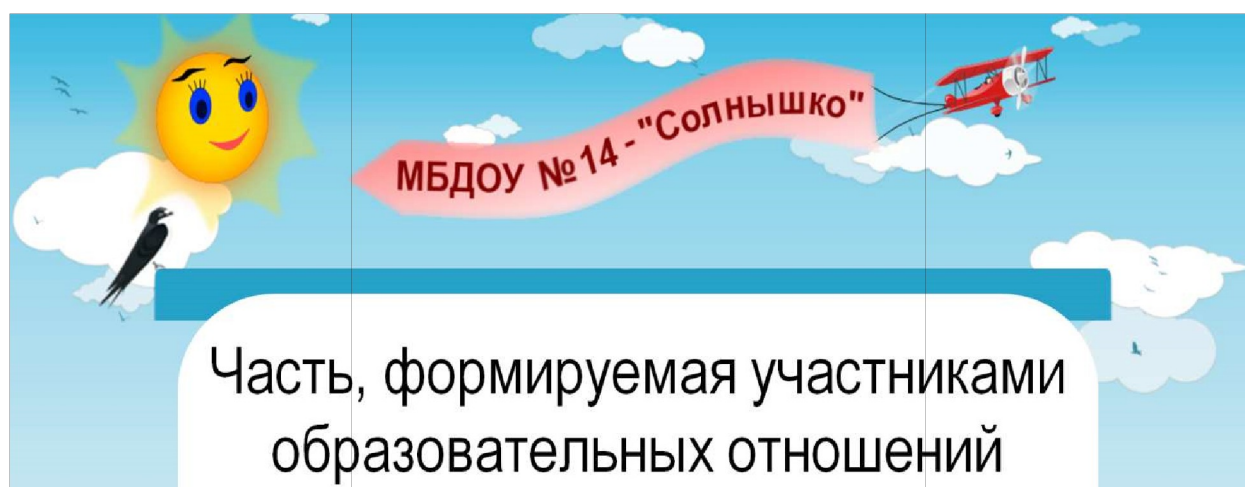 МБДОУ №14 - "Солнышко"
Часть, формируемая участниками
образовательных отношений